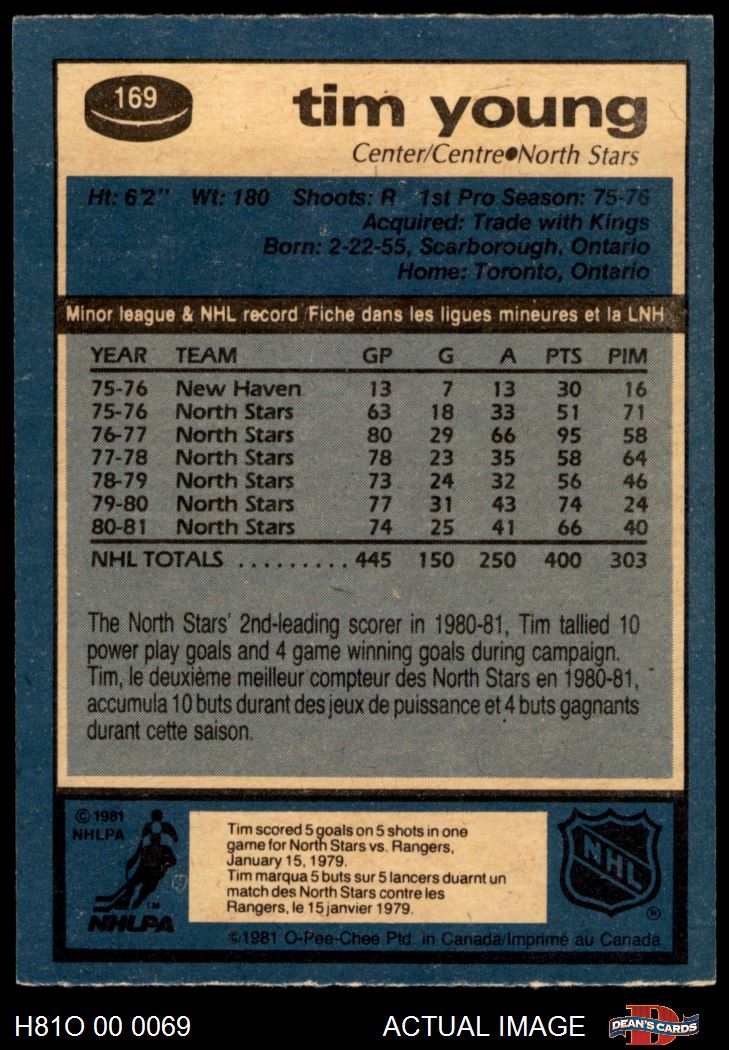 169
tim young
Center/Centre●North Stars
Ht: 6'2" Wt: 180 Shoots: R 1st Pro Season: 75-76
Acquired: Trade with Kings
Born: 2-22-55, Scarborough, Ontario
Home: Toronto, Ontario
Minor league & NHL record/Fiche dans les ligues mineures et la LNH
YEAR TEAM GP G A PTS PIM
75-76 New Haven 13 7 13 30 16
75-76 North Stars 63 18 33 51 71
76-77 North Stars 80 29 66 95 58
77-78 North Stars 78 23 35 58 64
78-79 North Stars 73 24 32 56 46
79-80 North Stars 77 31 43 74 24
80-81 North Stars 74 25 41 66 40
NHL TOTALS ......... 445 150 250 400 303
The North Stars' 2nd-leading scorer in 1980-81, Tim tallied 10
power play goals and 4 game winning goals during campaign.
Tim, le deuxième meilleur compteur des North Stars en 1980-81,
accumula 10 buts durant des jeux de puissance et 4 buts gagnants
durant cette saison.
© 1981
NHLPA
TM
NHLPA
Tim scored 5 goals on 5 shots in one
game for North Stars vs. Rangers,
January 15, 1979.
Tim marqua 5 buts sur 5 lancers duarnt un
match des North Stars contre les
Rangers, le 15 janvier 1979.
NHL
®
©1981 O-Pee-Chee Ptd. in Canada/Imprimé au Canada
H81O 00 0069
ACTUAL IMAGE
D
DEAN'S CARDS